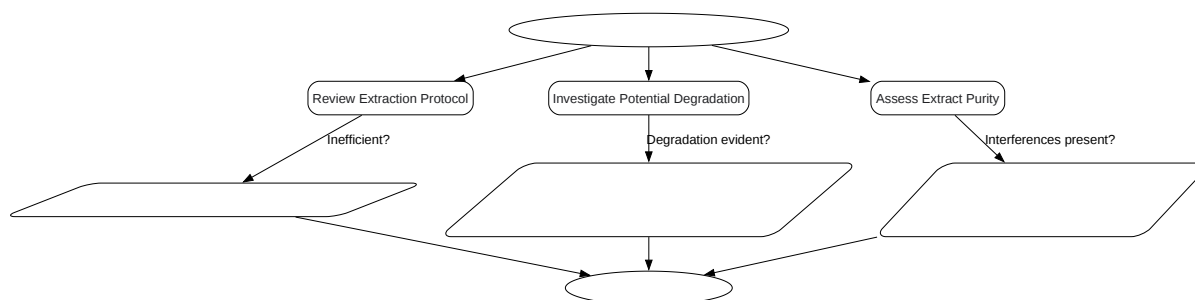 Review Extraction Protocol
Investigate Potential Degradation
Assess Extract Purity
Inefficient?
Degradation evident?
Interferences present?